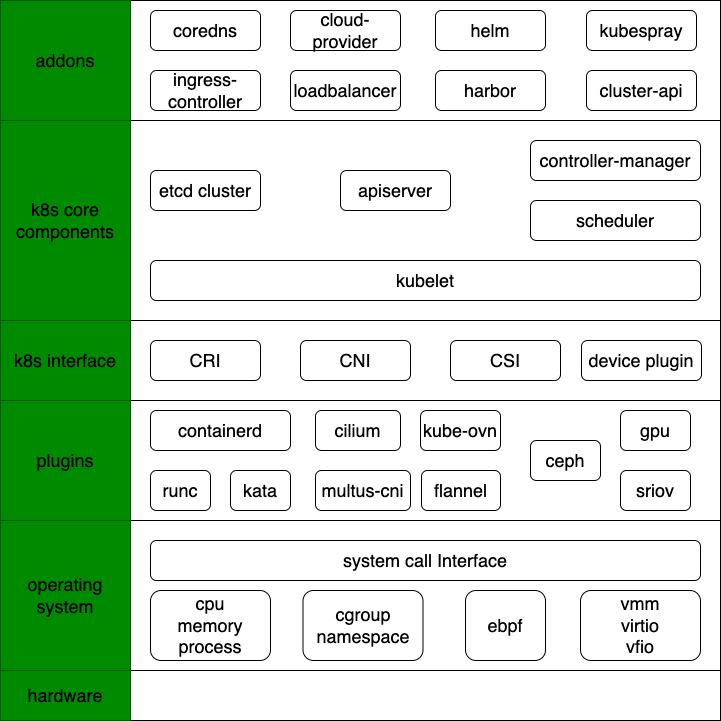 addons
coredns
cloud-
provider
helm
kubespray
ingress-
controller
loadbalancer
harbor
cluster-api
k8s core
components
etcd cluster
apiserver
controller-manager
scheduler
kubelet
k8s interface
CRI
CNI
CSI
device plugin
plugins
containerd
cilium
kube-ovn
ceph
gpu
runc
kata
multus-cni
flannel
sriov
operating
system
system call Interface
cpu
memory
process
cgroup
namespace
ebpf
vmm
virtio
vfio
hardware